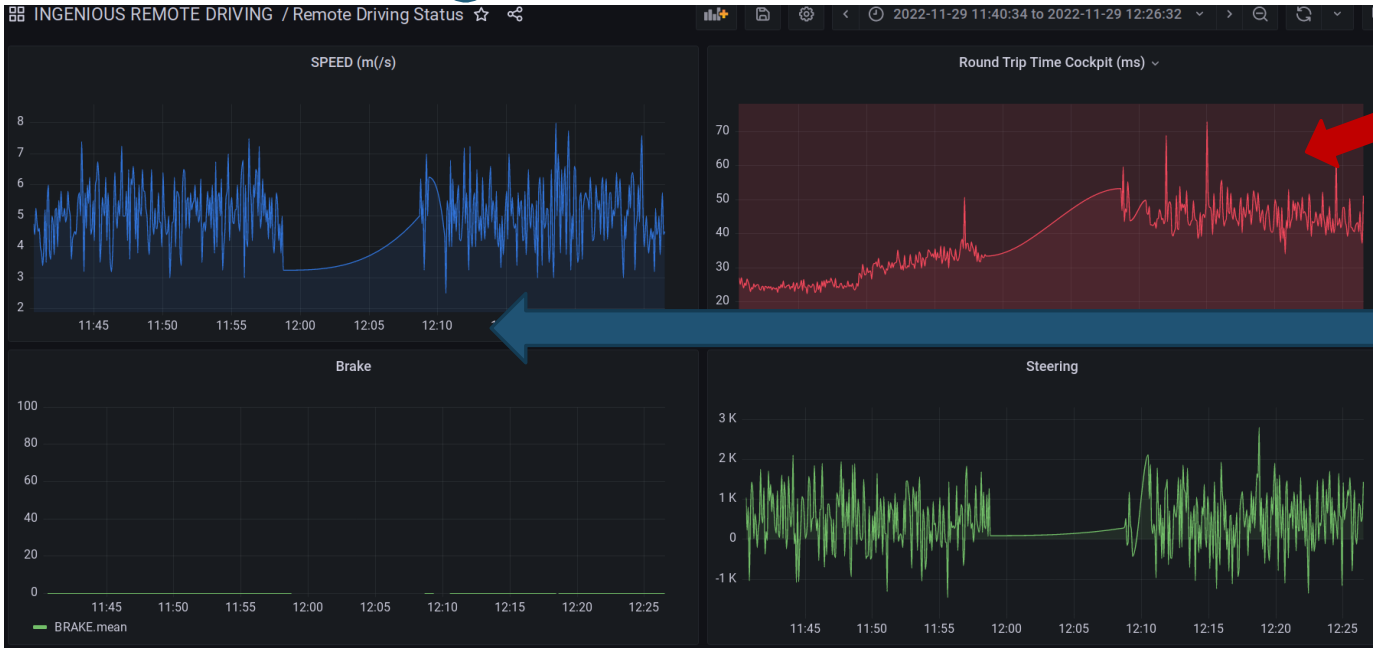 INGENIOUS REMOTE DRIVING / Remote Driving Status
2022-11-29 11:40:34 to 2022-11-29 12:26:32
SPEED (m(/s)
8
7
6
5
4
3
2
11:45 11:50 11:55 12:00 12:05 12:10
Round Trip Time Cockpit (ms)
70
60
50
40
30
20
Brake
100
80
60
40
20
0
11:45 11:50 11:55 12:00 12:05 12:10 12:15 12:20 12:25
BRAKE.mean
Steering
3 K
2 K
1 K
0
-1 K
11:45 11:50 11:55 12:00 12:05 12:10 12:15 12:20 12:25